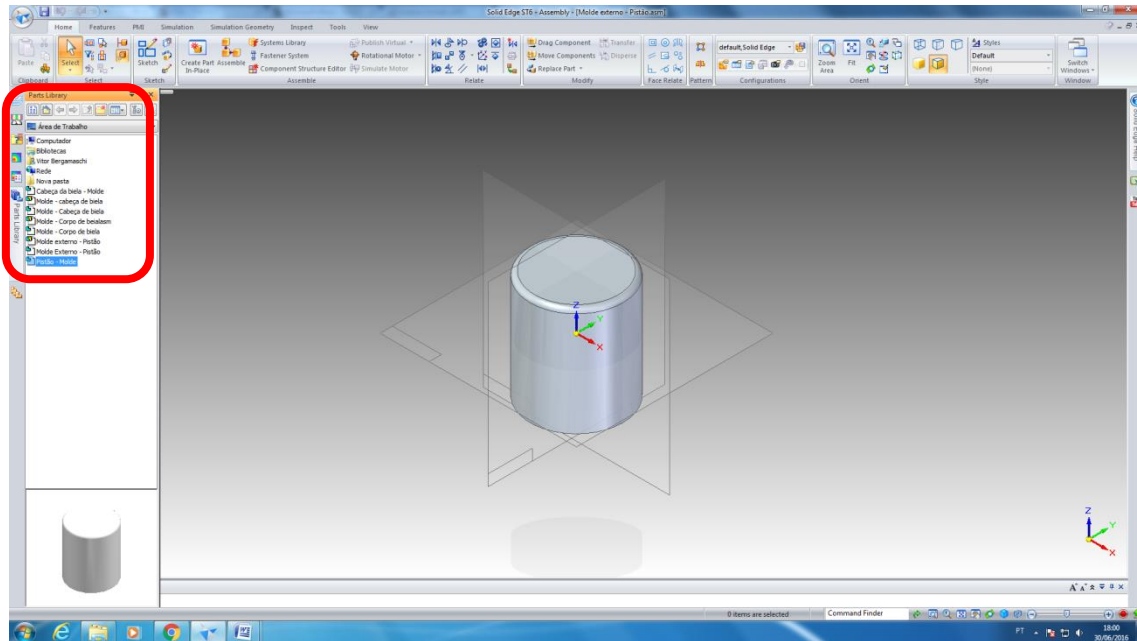 Solid Edge ST6 - Assembly - [Molde externo - Pistão.asm]
Home Features PMI Simulation Simulation Geometry Inspect Tools View
Paste
Clipboard
Select
Select
Sketch
Sketch
Create Part In-Place
Assemble
Systems Library
Fastener System
Component Structure Editor
Publish Virtual
Rotational Motor
Simulate Motor
Assemble
Relate
Drag Component
Move Components
Replace Part
Transfer
Disperse
Modify
Face Relate
Pattern
default,Solid Edge
Configurations
Zoom Area
Fit
Orient
Styles
Default
(None)
Style
Switch Windows
Window
Parts Library
Área de Trabalho
Computador
Bibliotecas
Vitor Bergamaschi
Rede
Nova pasta
Cabeça da biela - Molde
Molde - cabeça de biela
Molde - Cabeça de biela
Molde - Corpo de beialasm
Molde - Corpo de biela
Molde externo - Pistão
Molde Externo - Pistão
Pistão - Molde
Parts Library
Solid Edge Help
Z
Y
X
Z
Y
X
0 items are selected
Command Finder
PT
18:00
30/06/2016